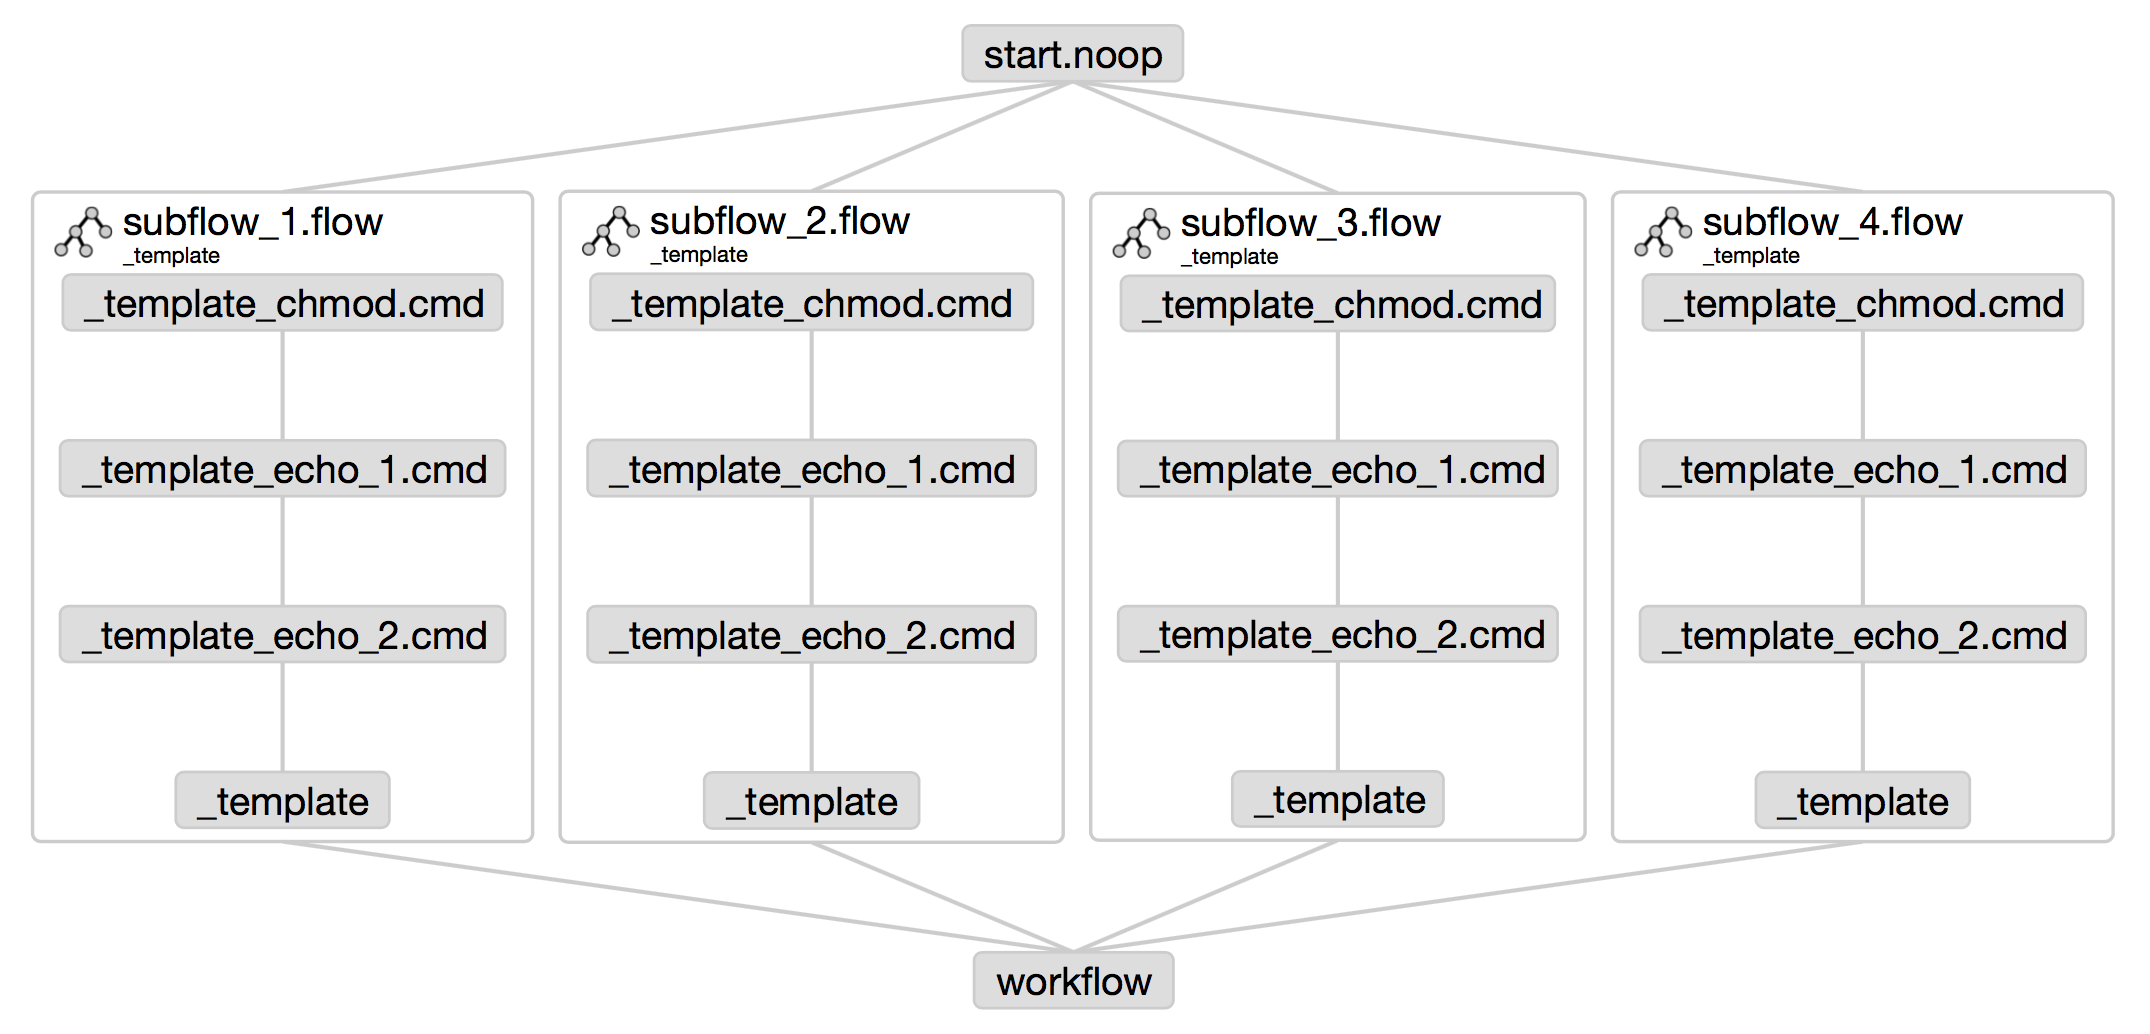 start.noop
subflow_1.flow
_template
_template_chmod.cmd
_template_echo_1.cmd
_template_echo_2.cmd
_template
subflow_2.flow
_template
_template_chmod.cmd
_template_echo_1.cmd
_template_echo_2.cmd
_template
subflow_3.flow
_template
_template_chmod.cmd
_template_echo_1.cmd
_template_echo_2.cmd
_template
subflow_4.flow
_template
_template_chmod.cmd
_template_echo_1.cmd
_template_echo_2.cmd
_template
workflow